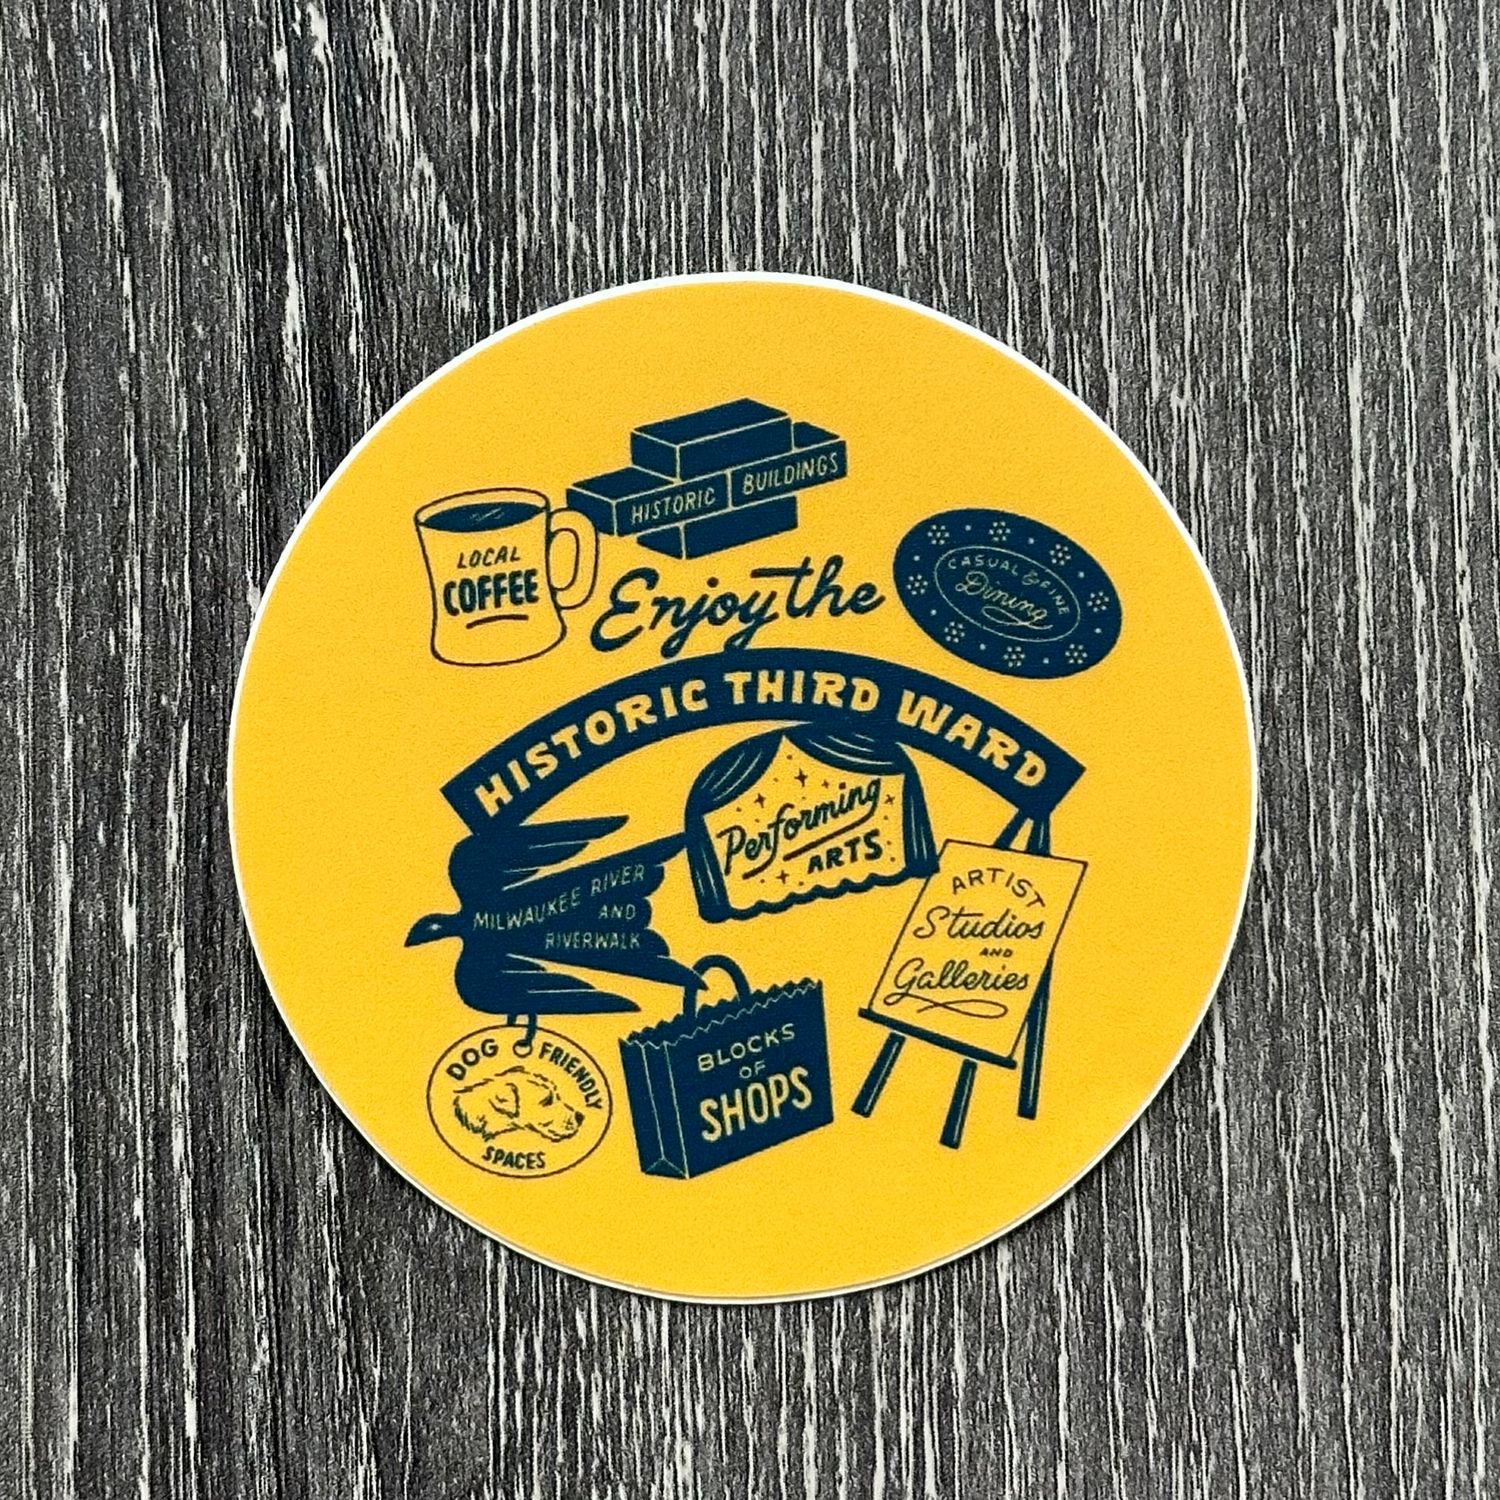 HISTORIC BUILDINGS
LOCAL
COFFEE
Enjoy the
CASUAL & FINE
Dining
HISTORIC THIRD WARD
Performing
ARTS
MILWAUKEE RIVER
AND
RIVERWALK
ARTIST
Studios
AND
Galleries
BLOCKS
OF
SHOPS
DOG FRIENDLY
SPACES